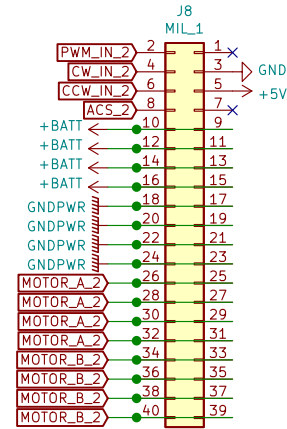 J8
MIL_1
PWM_IN_2 2 1
CW_IN_2 4 3 GND
CCW_IN_2 6 5 +5V
ACS_2 8 7
+BATT 10 9
+BATT 12 11
+BATT 14 13
+BATT 16 15
GNDPWR 18 17
GNDPWR 20 19
GNDPWR 22 21
GNDPWR 24 23
MOTOR_A_2 26 25
MOTOR_A_2 28 27
MOTOR_A_2 30 29
MOTOR_A_2 32 31
MOTOR_B_2 34 33
MOTOR_B_2 36 35
MOTOR_B_2 38 37
MOTOR_B_2 40 39